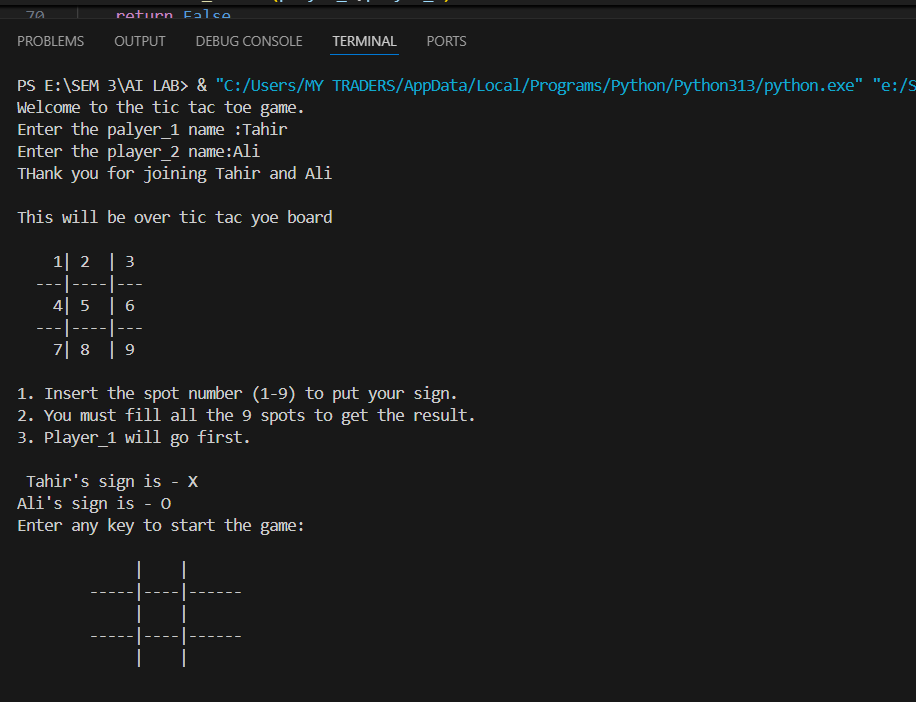 70 return False
PROBLEMS OUTPUT DEBUG CONSOLE TERMINAL PORTS
PS E:\SEM 3\AI LAB> & "C:/Users/MY TRADERS/AppData/Local/Programs/Python/Python313/python.exe" "e:/S
Welcome to the tic tac toe game.
Enter the palyer_1 name :Tahir
Enter the player_2 name:Ali
THank you for joining Tahir and Ali
This will be over tic tac yoe board
    1| 2  | 3
  ---|----|---
    4| 5  | 6
  ---|----|---
    7| 8  | 9
1. Insert the spot number (1-9) to put your sign.
2. You must fill all the 9 spots to get the result.
3. Player_1 will go first.
 Tahir's sign is - X
Ali's sign is - O
Enter any key to start the game:
             |    |
        -----|----|------
             |    |
        -----|----|------
             |    |